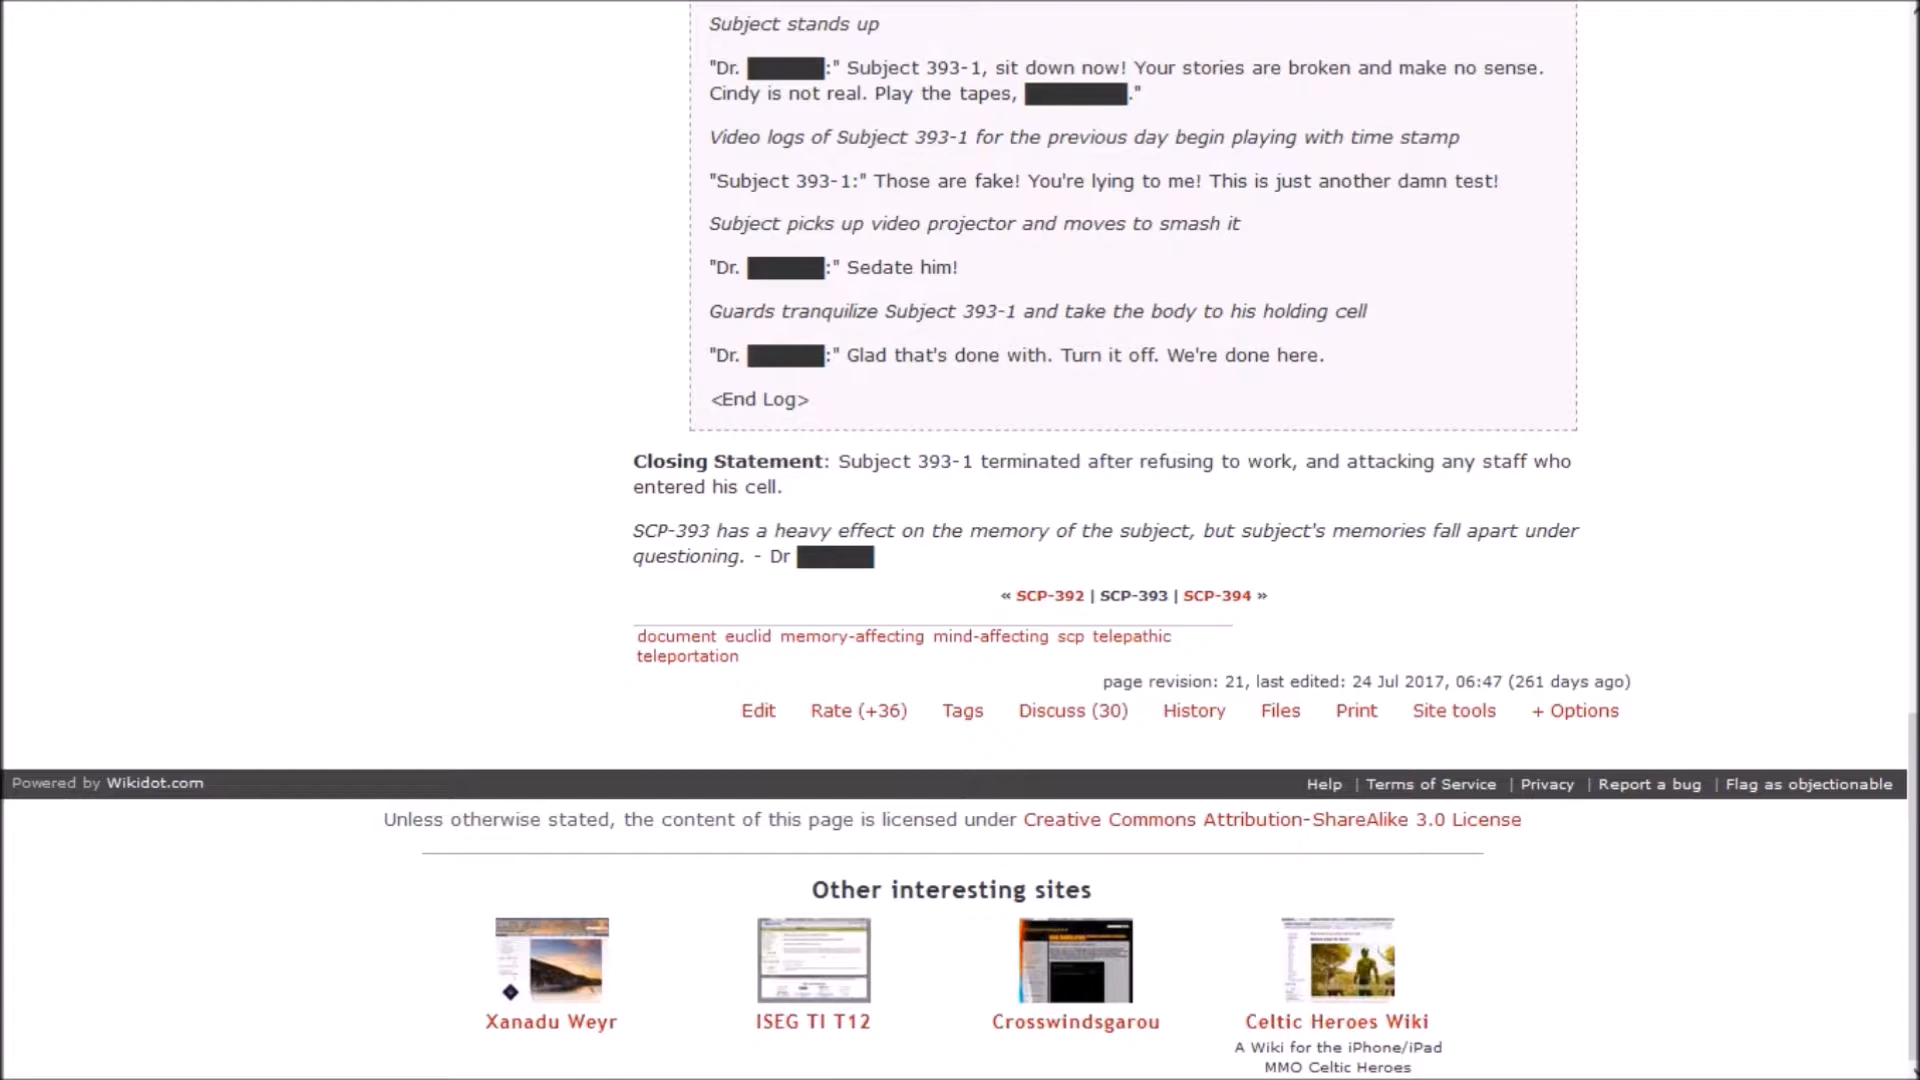 Subject stands up
"Dr. :" Subject 393-1, sit down now! Your stories are broken and make no sense.
Cindy is not real. Play the tapes, ."
Video logs of Subject 393-1 for the previous day begin playing with time stamp
"Subject 393-1:" Those are fake! You're lying to me! This is just another damn test!
Subject picks up video projector and moves to smash it
"Dr. :" Sedate him!
Guards tranquilize Subject 393-1 and take the body to his holding cell
"Dr. :" Glad that's done with. Turn it off. We're done here.
<End Log>
Closing Statement: Subject 393-1 terminated after refusing to work, and attacking any staff who
entered his cell.
SCP-393 has a heavy effect on the memory of the subject, but subject's memories fall apart under
questioning. - Dr
« SCP-392 | SCP-393 | SCP-394 »
document euclid memory-affecting mind-affecting scp telepathic
teleportation
page revision: 21, last edited: 24 Jul 2017, 06:47 (261 days ago)
Edit Rate (+36) Tags Discuss (30) History Files Print Site tools + Options
Powered by Wikidot.com Help | Terms of Service | Privacy | Report a bug | Flag as objectionable
Unless otherwise stated, the content of this page is licensed under Creative Commons Attribution-ShareAlike 3.0 License
Other interesting sites
Xanadu Weyr ISEG TI T12 Crosswindsgarou Celtic Heroes Wiki
A Wiki for the iPhone/iPad
MMO Celtic Heroes